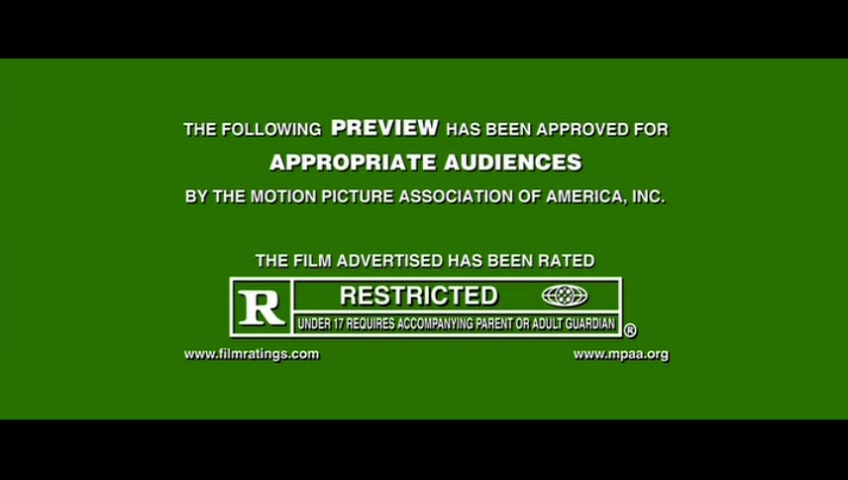 THE FOLLOWING PREVIEW HAS BEEN APPROVED FOR
APPROPRIATE AUDIENCES
BY THE MOTION PICTURE ASSOCIATION OF AMERICA, INC.
THE FILM ADVERTISED HAS BEEN RATED
R RESTRICTED
UNDER 17 REQUIRES ACCOMPANYING PARENT OR ADULT GUARDIAN ®
www.filmratings.com www.mpaa.org